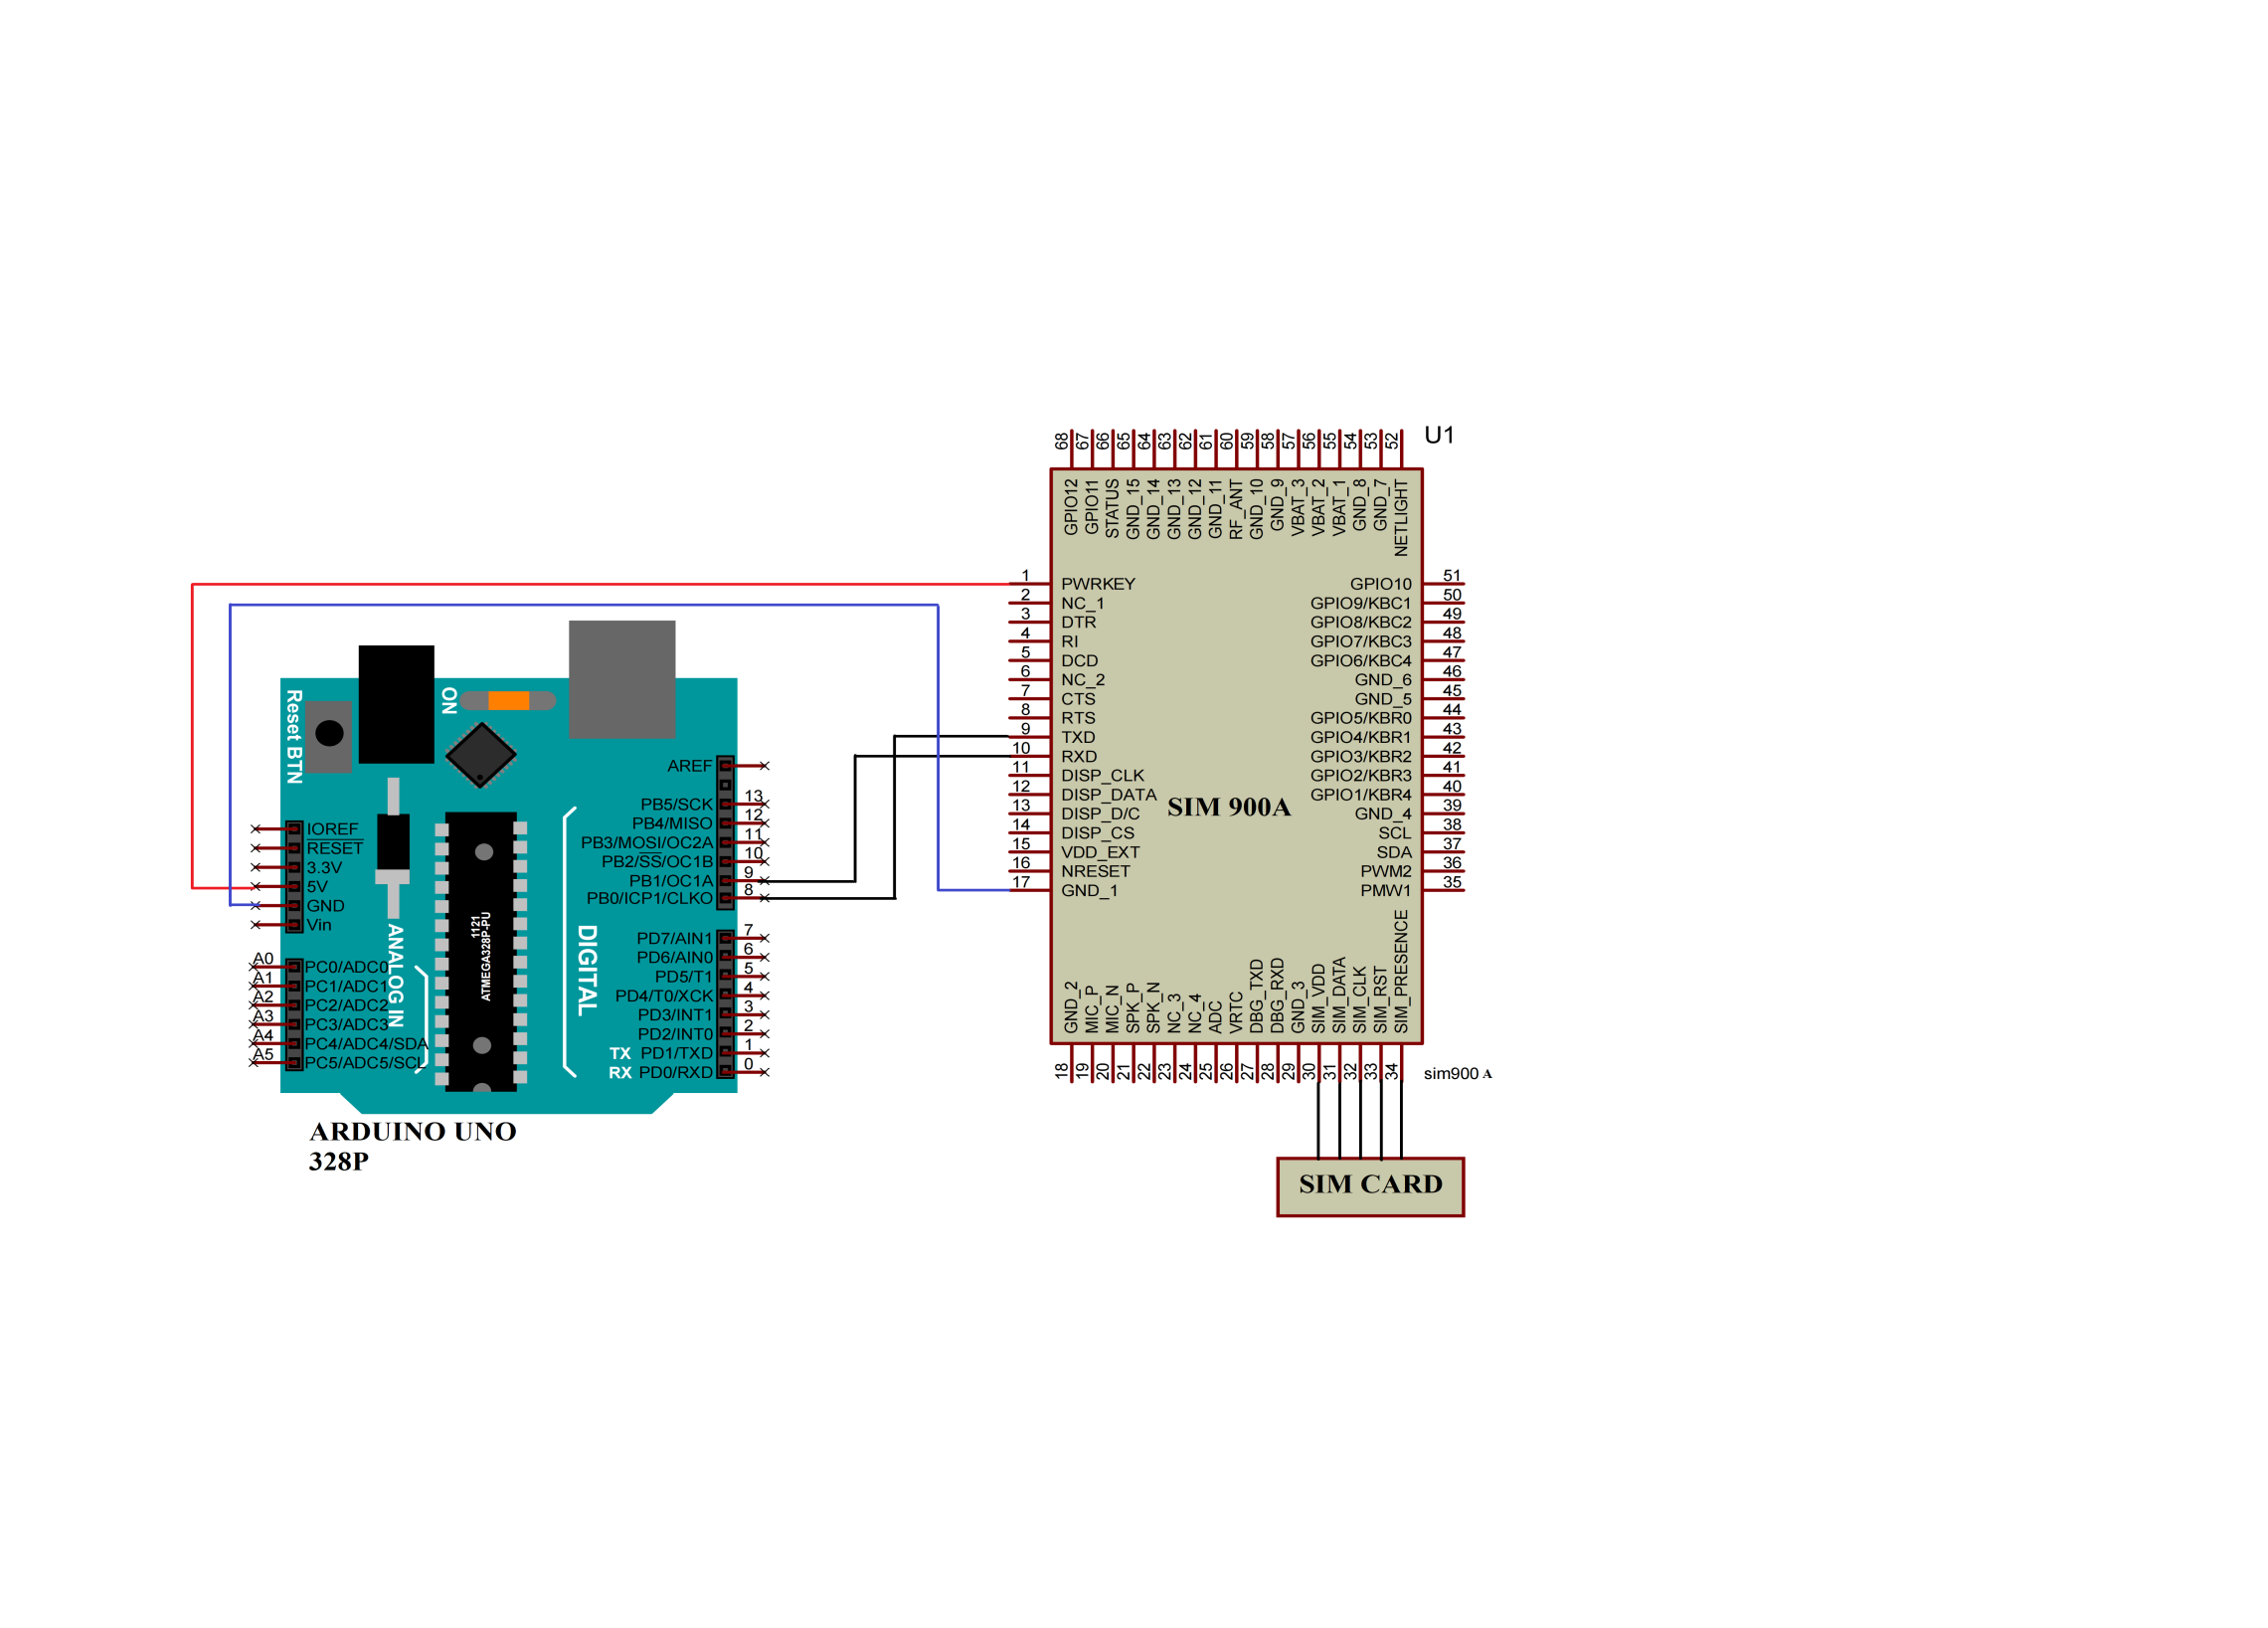 U1
68
67
66
65
64
63
62
61
60
59
58
57
56
55
54
53
52
GPIO12
GPIO11
STATUS
GND_15
GND_14
GND_13
GND_12
GND_11
RF_ANT
GND_10
GND_9
VBAT_3
VBAT_2
VBAT_1
GND_8
GND_7
NETLIGHT
1 PWRKEY
2 NC_1
3 DTR
4 RI
5 DCD
6 NC_2
7 CTS
8 RTS
9 TXD
10 RXD
11 DISP_CLK
12 DISP_DATA
13 DISP_D/C
14 DISP_CS
15 VDD_EXT
16 NRESET
17 GND_1
SIM 900A
GPIO10 51
GPIO9/KBC1 50
GPIO8/KBC2 49
GPIO7/KBC3 48
GPIO6/KBC4 47
GND_6 46
GND_5 45
GPIO5/KBR0 44
GPIO4/KBR1 43
GPIO3/KBR2 42
GPIO2/KBR3 41
GPIO1/KBR4 40
GND_4 39
SCL 38
SDA 37
PWM2 36
PMW1 35
GND_2
MIC_P
MIC_N
SPK_P
SPK_N
NC_3
NC_4
ADC
VRTC
DBG_TXD
DBG_RXD
GND_3
SIM_VDD
SIM_DATA
SIM_CLK
SIM_RST
SIM_PRESENCE
18
19
20
21
22
23
24
25
26
27
28
29
30
31
32
33
34
sim900 A
SIM CARD
Reset BTN
ON
IOREF
RESET
3.3V
5V
GND
Vin
A0 PC0/ADC0
A1 PC1/ADC1
A2 PC2/ADC2
A3 PC3/ADC3
A4 PC4/ADC4/SDA
A5 PC5/ADC5/SCL
ANALOG IN
1121
ATMEGA328P-PU
DIGITAL
AREF
PB5/SCK 13
PB4/MISO 12
PB3/MOSI/OC2A 11
PB2/SS/OC1B 10
PB1/OC1A 9
PB0/ICP1/CLKO 8
PD7/AIN1 7
PD6/AIN0 6
PD5/T1 5
PD4/T0/XCK 4
PD3/INT1 3
PD2/INT0 2
TX PD1/TXD 1
RX PD0/RXD 0
ARDUINO UNO
328P